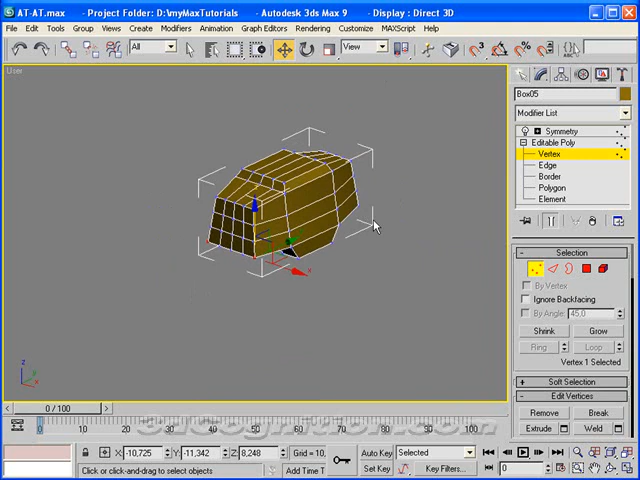 AT-AT.max - Project Folder: D:\myMaxTutorials - Autodesk 3ds Max 9 - Display : Direct 3D
File Edit Tools Group Views Create Modifiers Animation Graph Editors Rendering Customize MAXScript Help
All View
User
Box05
Modifier List
Symmetry
Editable Poly
Vertex
Edge
Border
Polygon
Element
Selection
By Vertex
Ignore Backfacing
By Angle: 45,0
Shrink Grow
Ring Loop
Vertex 1 Selected
Soft Selection
Edit Vertices
Remove Break
Extrude Weld
z
y
x
x
0 / 100
0 10 20 30 40 50 60 70 80 90 100
3dcognition.com
X: -10,725 Y: -11,342 Z: 8,248 Grid = 10, Auto Key Selected
Click or click-and-drag to select objects Add Time T Set Key Key Filters... 0